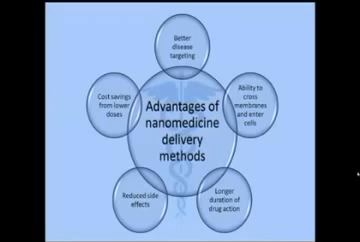 Better
disease
targeting
Cost savings
from lower
doses
Advantages of
nanomedicine
delivery
methods
Ability to
cross
membranes
and enter
cells
Reduced side
effects
Longer
duration of
drug action